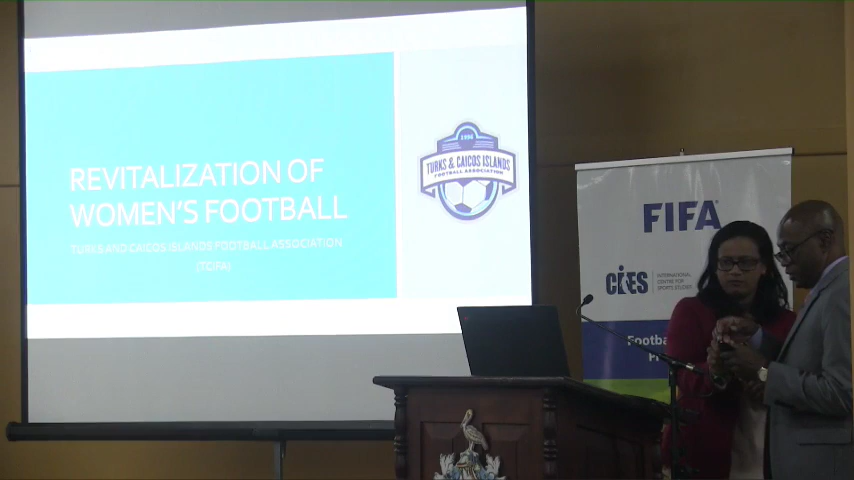 REVITALIZATION OF
WOMEN'S FOOTBALL
TURKS AND CAICOS ISLANDS FOOTBALL ASSOCIATION
(TCIFA)
1996
TURKS & CAICOS ISLANDS
FOOTBALL ASSOCIATION
FIFA
CIES
INTERNATIONAL
CENTRE FOR
SPORTS STUDIES